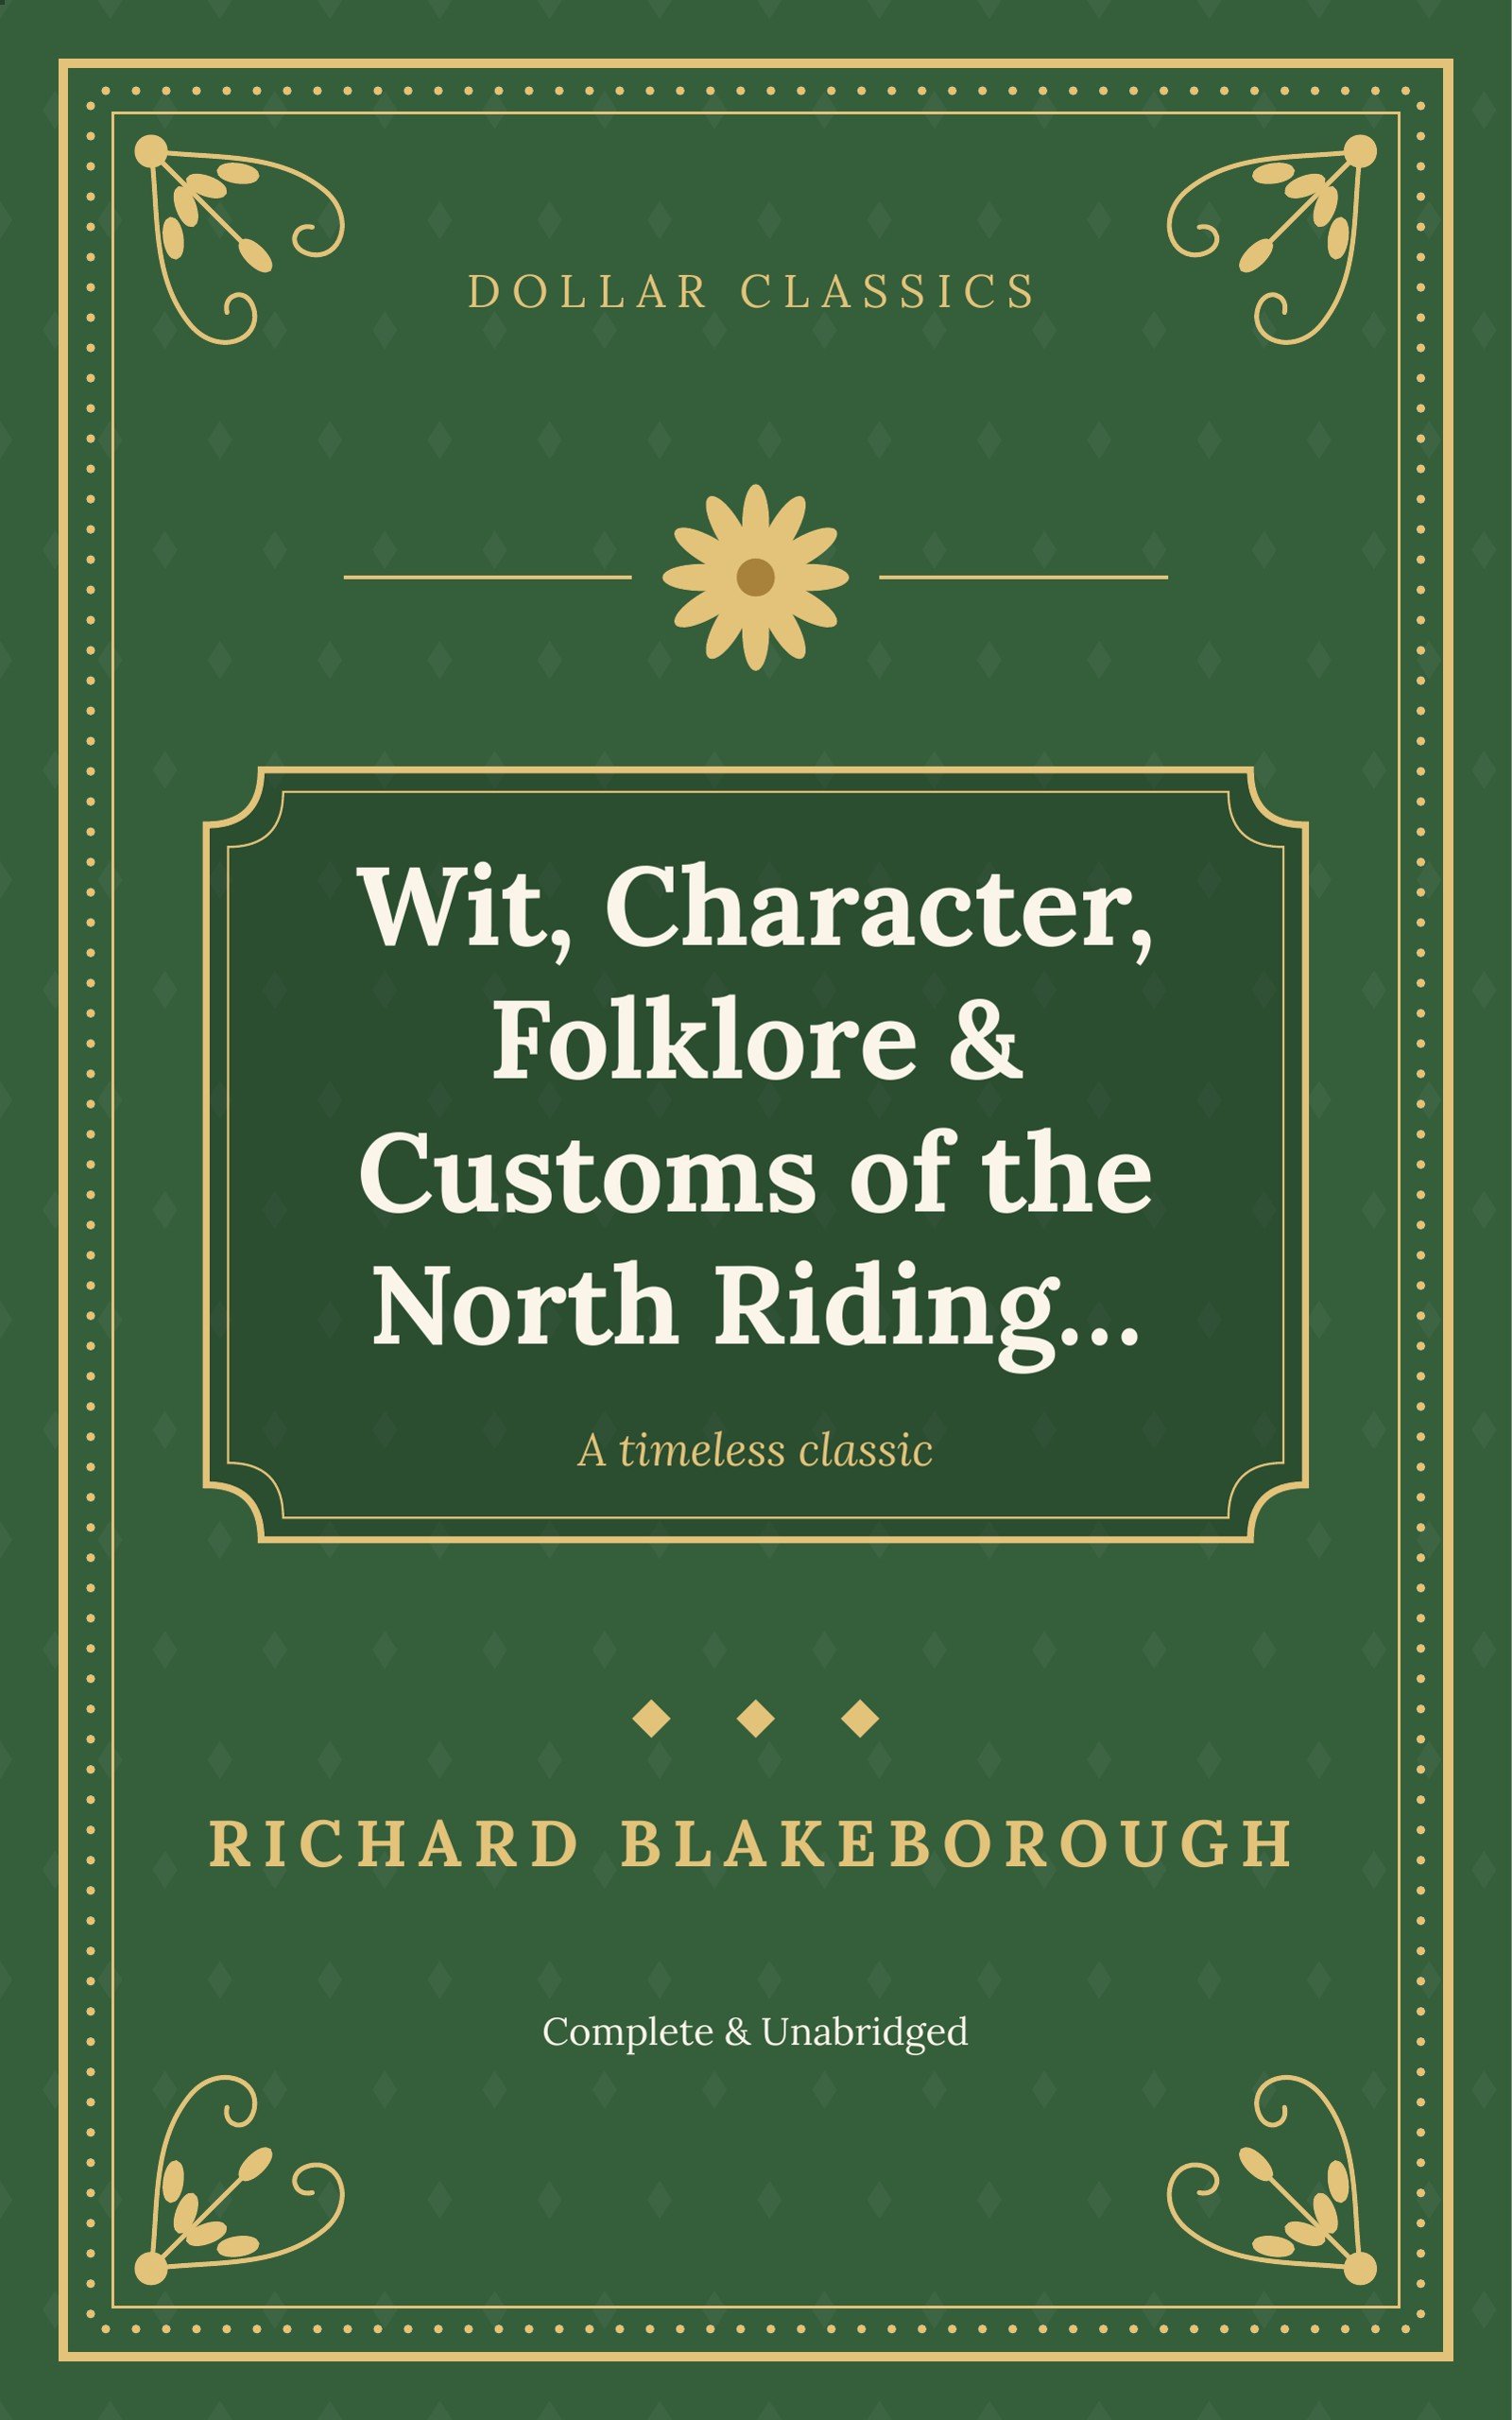 DOLLAR CLASSICS
Wit, Character,
Folklore &
Customs of the
North Riding...
A timeless classic
RICHARD BLAKEBOROUGH
Complete & Unabridged